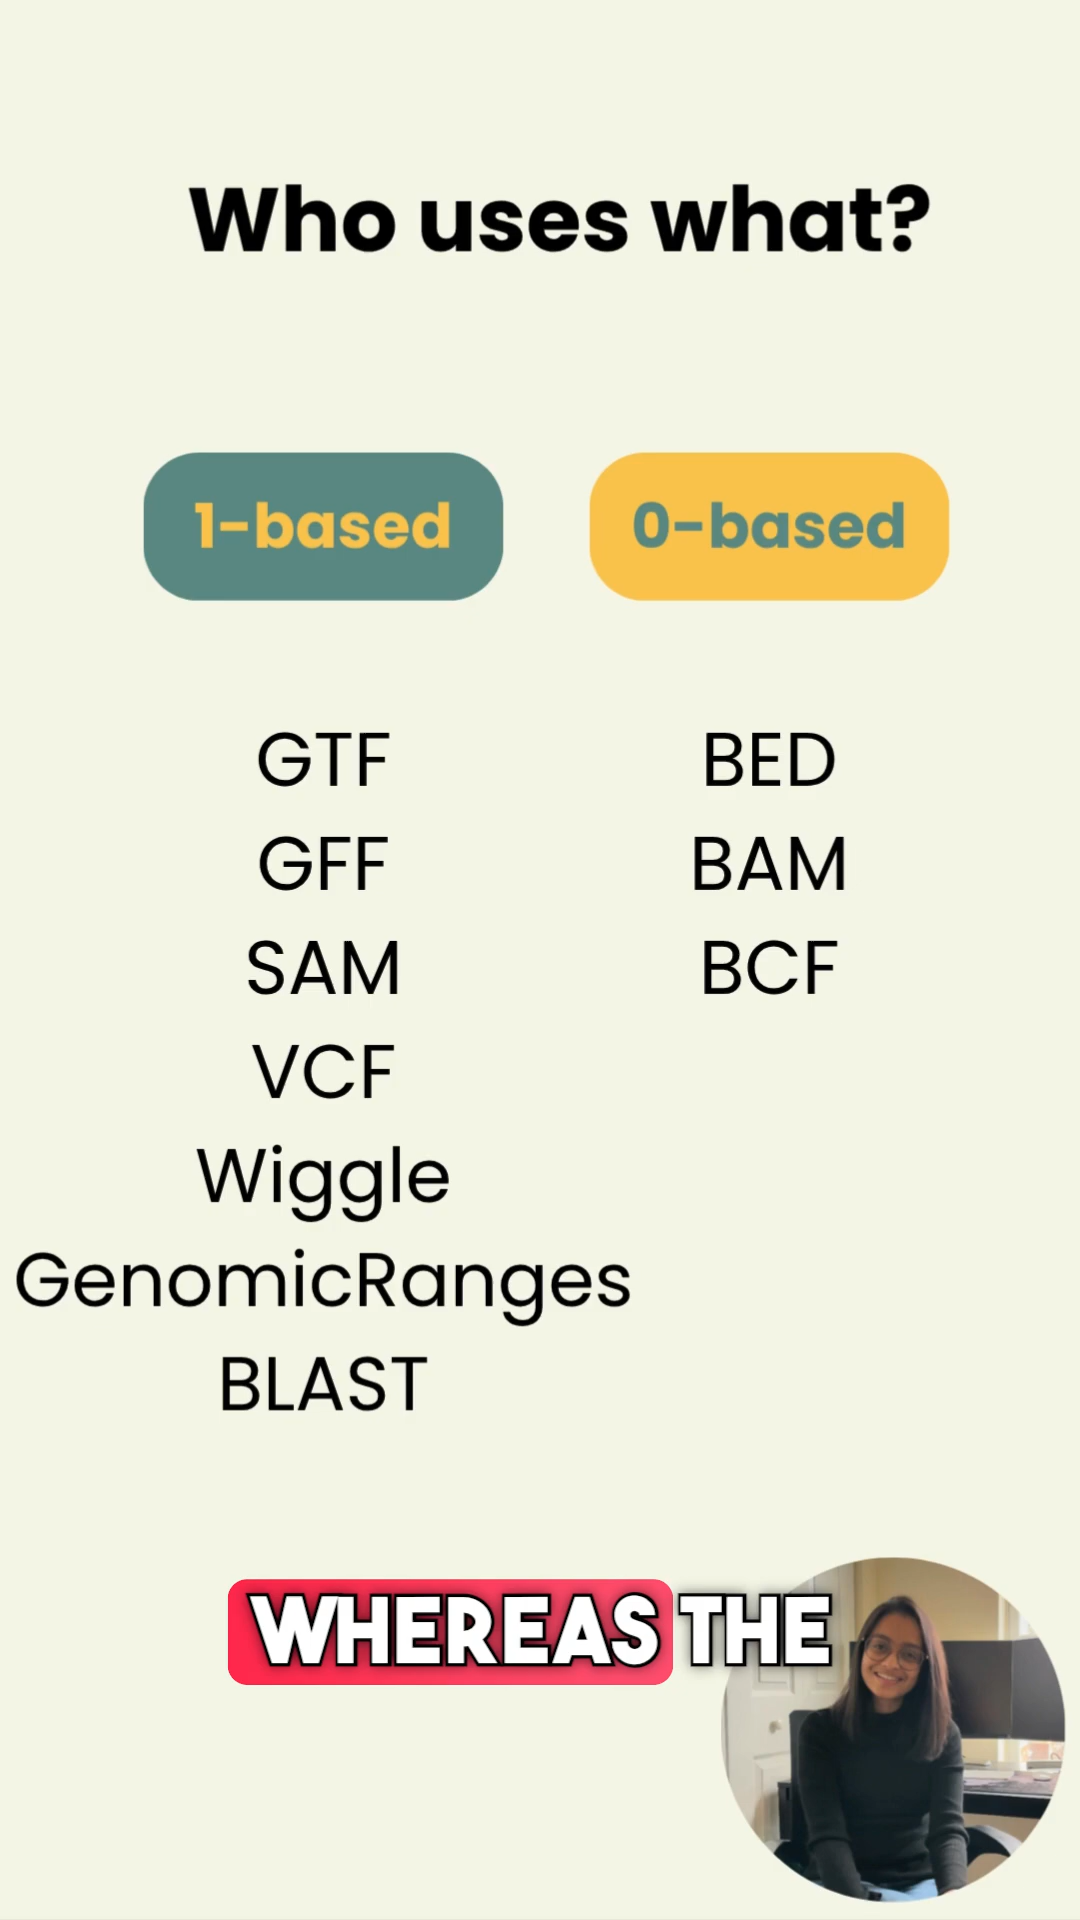 Who uses what?
1-based
0-based
GTF
GFF
SAM
VCF
Wiggle
GenomicRanges
BLAST
BED
BAM
BCF
WHEREAS THE